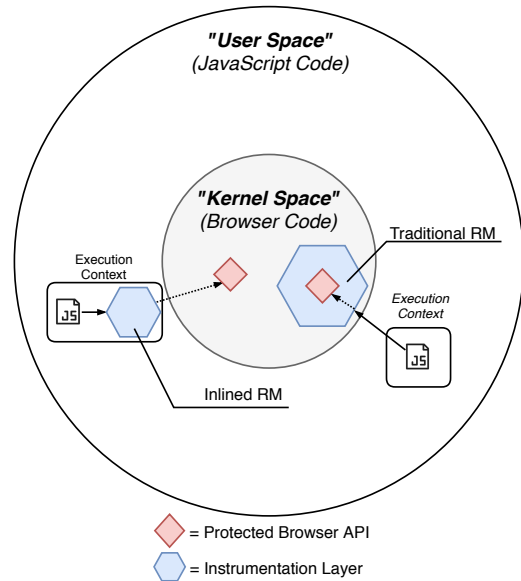 "User Space"
(JavaScript Code)
"Kernel Space"
(Browser Code)
Traditional RM
Execution
Context
JS
Execution
Context
JS
Inlined RM
= Protected Browser API
= Instrumentation Layer